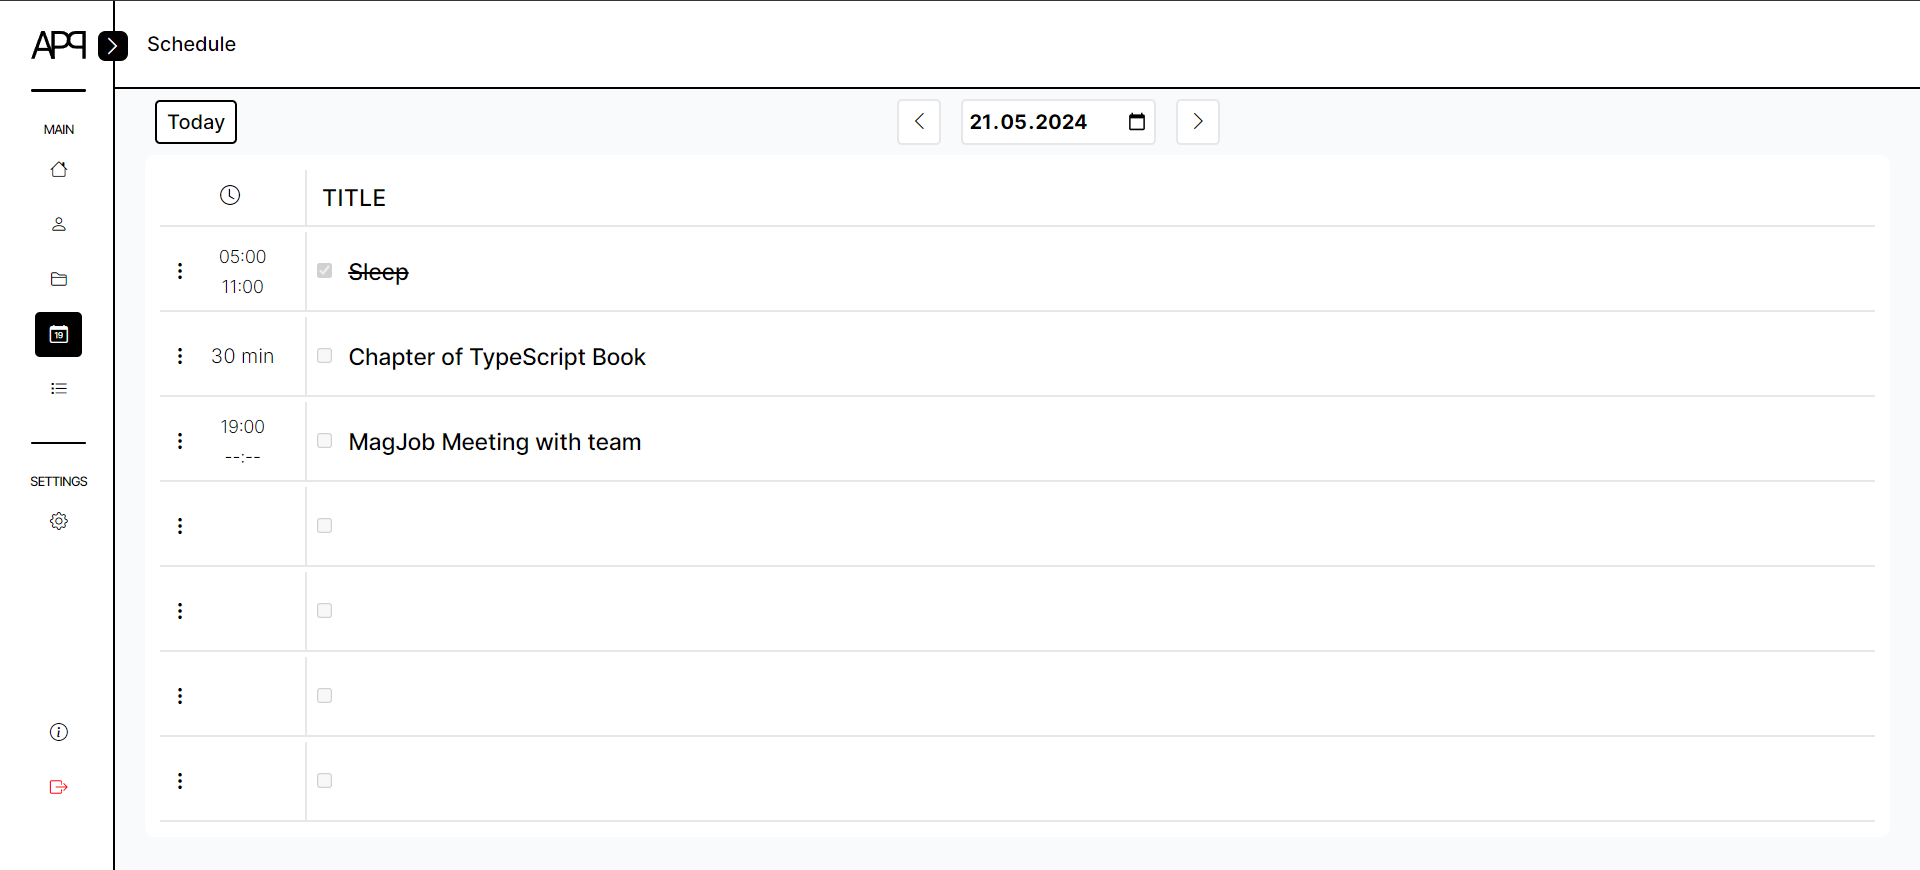 APP
Schedule
MAIN
19
SETTINGS
Today
21.05.2024
TITLE
05:00
11:00
Sleep
30 min
Chapter of TypeScript Book
19:00
--:--
MagJob Meeting with team